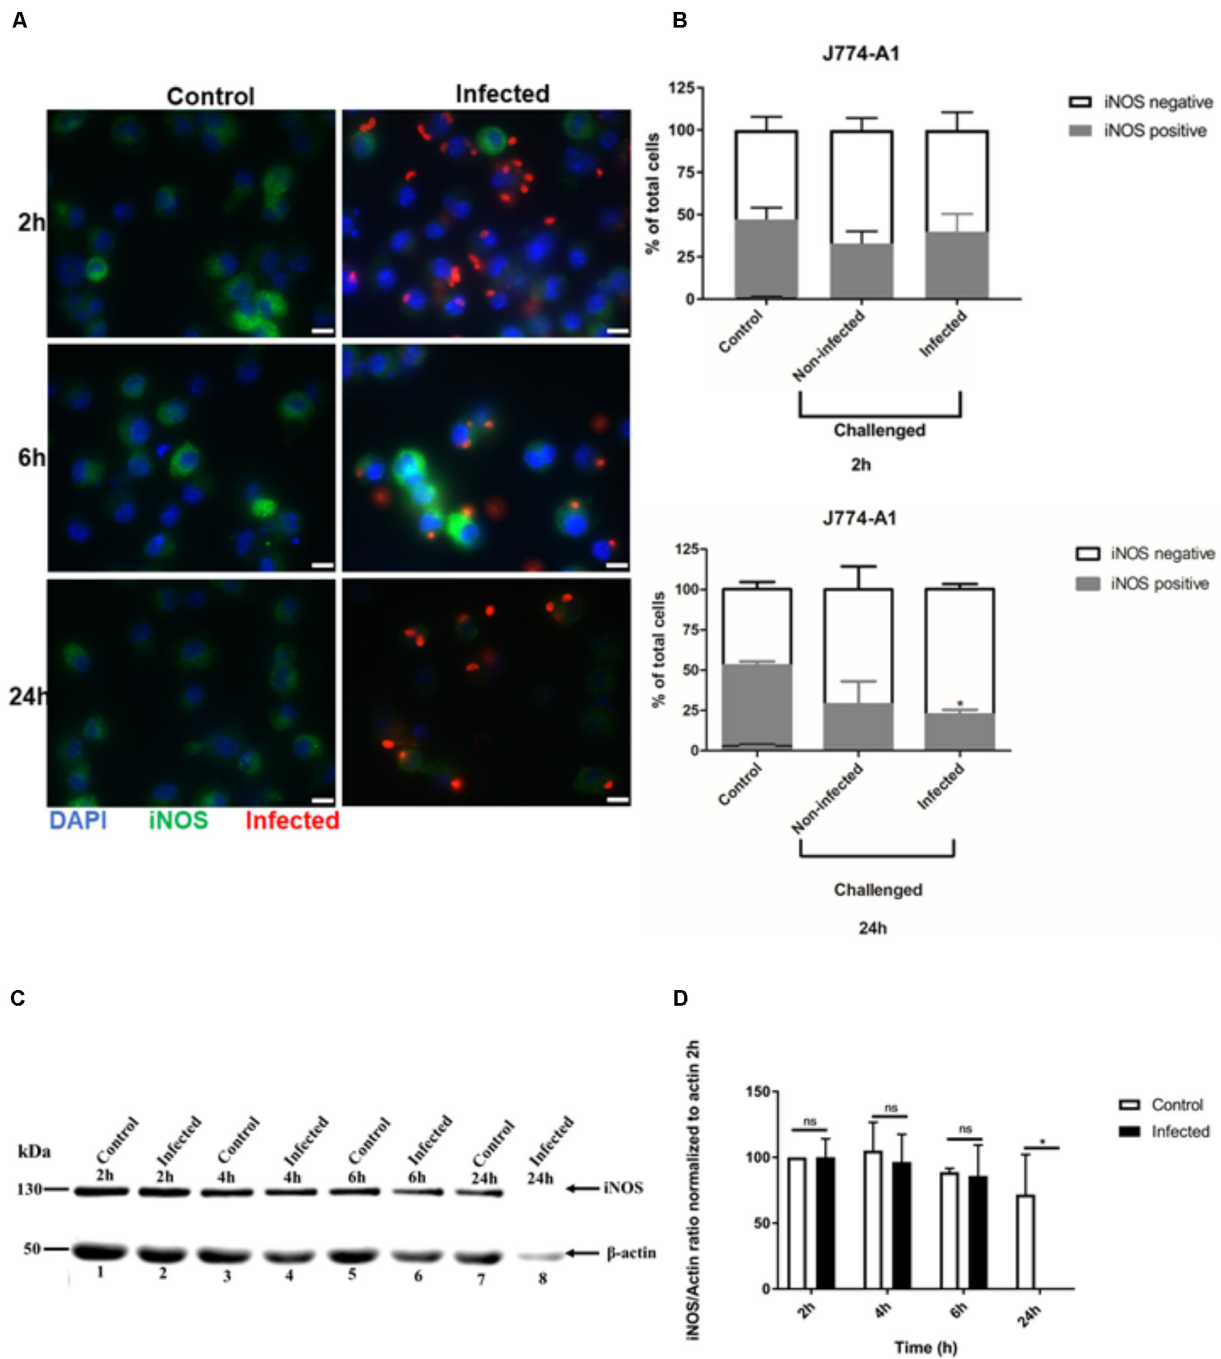 A
Control
Infected
2h
6h
24h
DAPI iNOS Infected
B
J774-A1
% of total cells
125
100
75
50
25
0
iNOS negative
iNOS positive
Control
Non-infected
Infected
Challenged
2h
J774-A1
% of total cells
125
100
75
50
25
0
iNOS negative
iNOS positive
*
Control
Non-infected
Infected
Challenged
24h
C
kDa
Control Infected Control Infected Control Infected Control Infected
2h 2h 4h 4h 6h 6h 24h 24h
130
iNOS
50
β-actin
1 2 3 4 5 6 7 8
D
iNOS/Actin ratio normalized to actin 2h
150
100
50
0
ns
ns
ns
*
Control
Infected
2h 4h 6h 24h
Time (h)